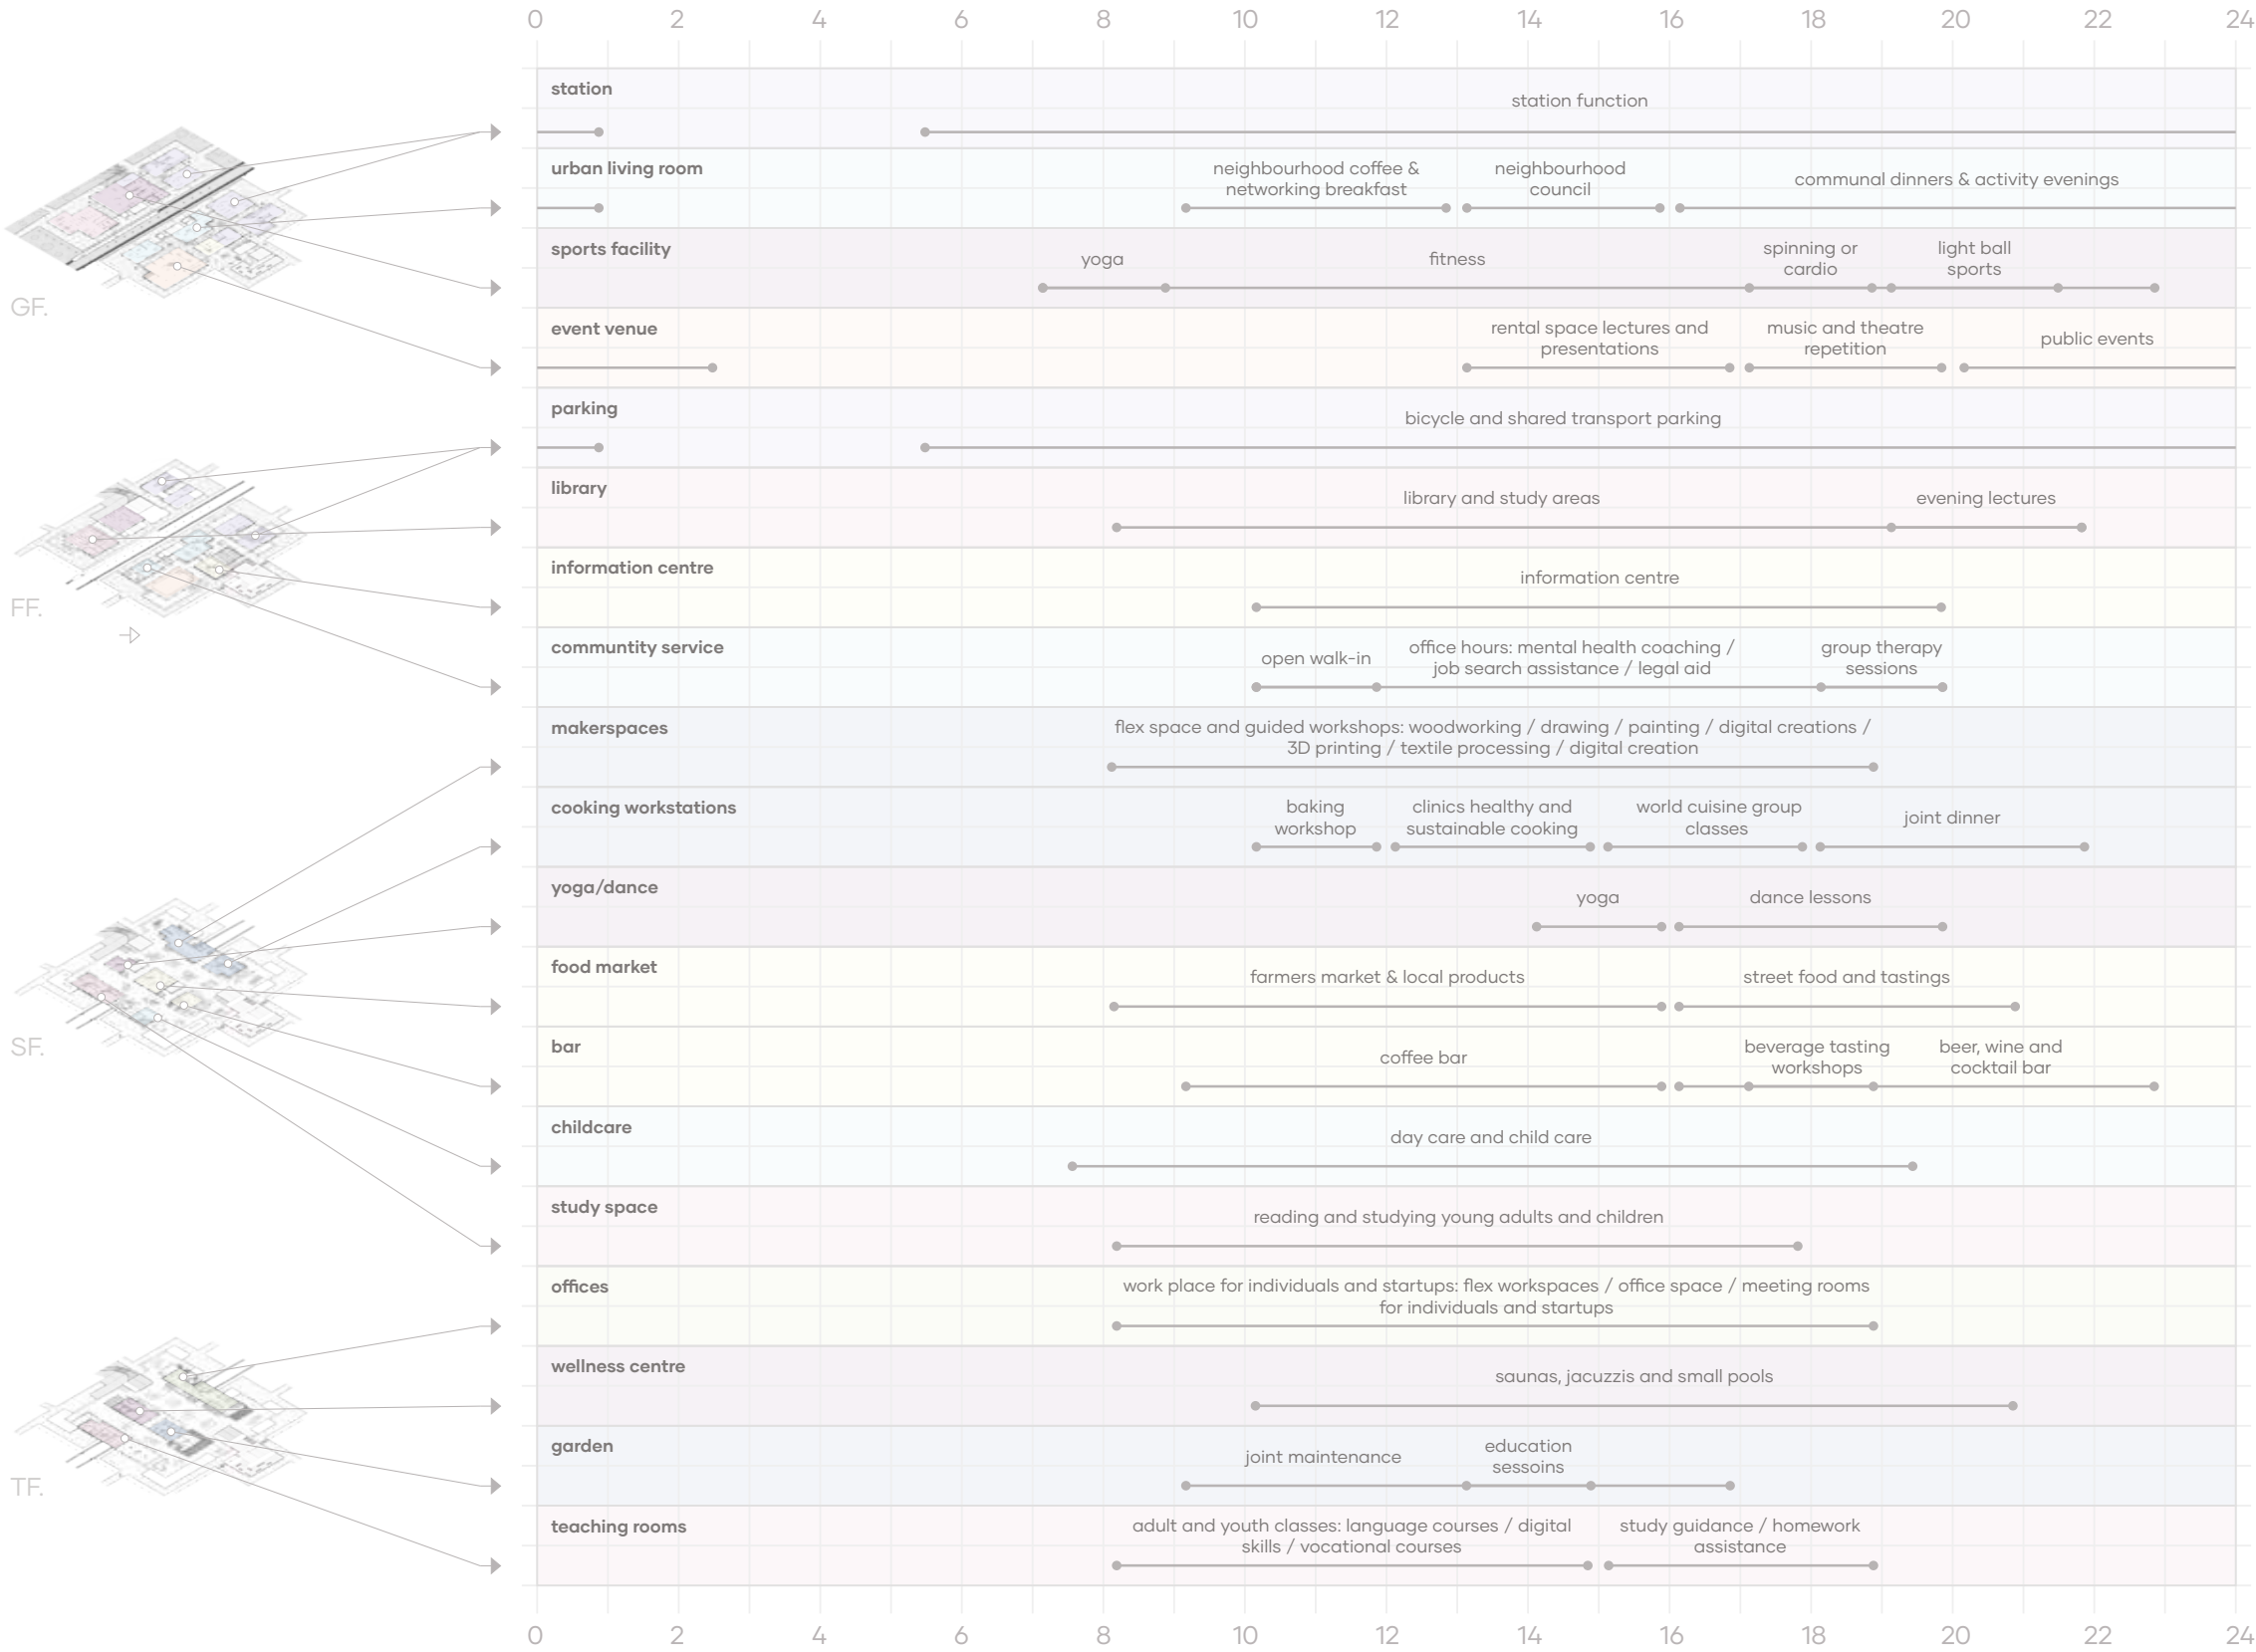 0 2 4 6 8 10 12 14 16 18 20 22 24
station
station function
urban living room
neighbourhood coffee &
networking breakfast
neighbourhood
council
communal dinners & activity evenings
sports facility
yoga
fitness
spinning or
cardio
light ball
sports
GF.
event venue
rental space lectures and
presentations
music and theatre
repetition
public events
parking
bicycle and shared transport parking
library
library and study areas
evening lectures
information centre
information centre
FF.
communtity service
open walk-in
office hours: mental health coaching /
job search assistance / legal aid
group therapy
sessions
makerspaces
flex space and guided workshops: woodworking / drawing / painting / digital creations /
3D printing / textile processing / digital creation
cooking workstations
baking
workshop
clinics healthy and
sustainable cooking
world cuisine group
classes
joint dinner
yoga/dance
yoga
dance lessons
food market
farmers market & local products
street food and tastings
SF.
bar
coffee bar
beverage tasting
workshops
beer, wine and
cocktail bar
childcare
day care and child care
study space
reading and studying young adults and children
offices
work place for individuals and startups: flex workspaces / office space / meeting rooms
for individuals and startups
wellness centre
saunas, jacuzzis and small pools
garden
joint maintenance
education
sessoins
TF.
teaching rooms
adult and youth classes: language courses / digital
skills / vocational courses
study guidance / homework
assistance
0 2 4 6 8 10 12 14 16 18 20 22 24